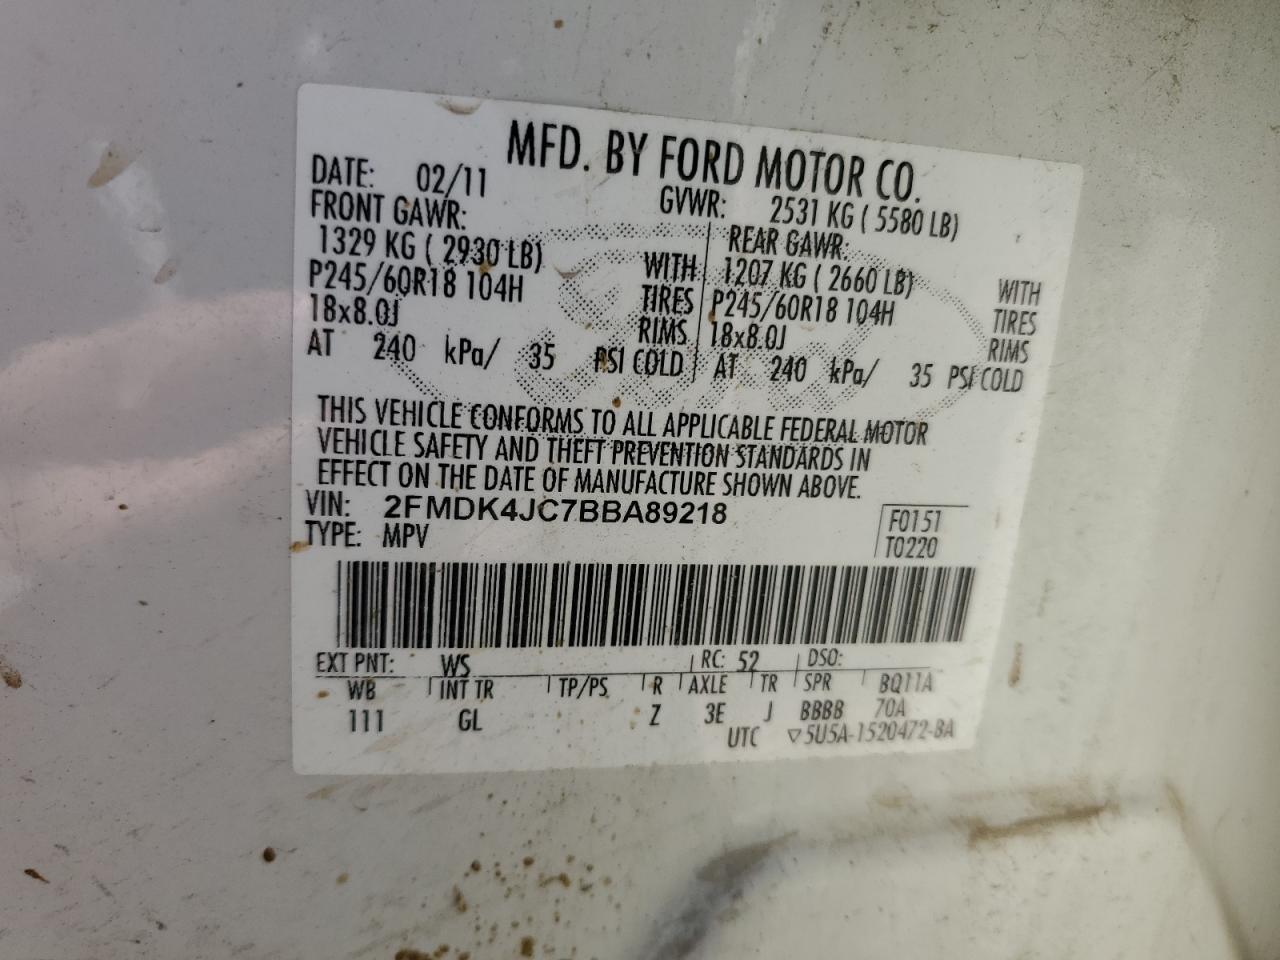 MFD. BY FORD MOTOR CO.
DATE: 02/11 GVWR: 2531 KG ( 5580 LB)
FRONT GAWR: REAR GAWR:
1329 KG ( 2930 LB) WITH 1207 KG ( 2660 LB) WITH
P245/60R18 104H TIRES P245/60R18 104H TIRES
18x8.0J RIMS 18x8.0J RIMS
AT 240 kPa/ 35 PSI COLD AT 240 kPa/ 35 PSI COLD
THIS VEHICLE CONFORMS TO ALL APPLICABLE FEDERAL MOTOR
VEHICLE SAFETY AND THEFT PREVENTION STANDARDS IN
EFFECT ON THE DATE OF MANUFACTURE SHOWN ABOVE.
VIN: 2FMDK4JC7BBA89218 F0151
TYPE: MPV T0220
EXT PNT: WS RC: 52 DSO:
WB INT TR TP/PS R AXLE TR SPR BQ11A
111 GL Z 3E J BBBB 70A
UTC ▽5U5A-1520472-BA